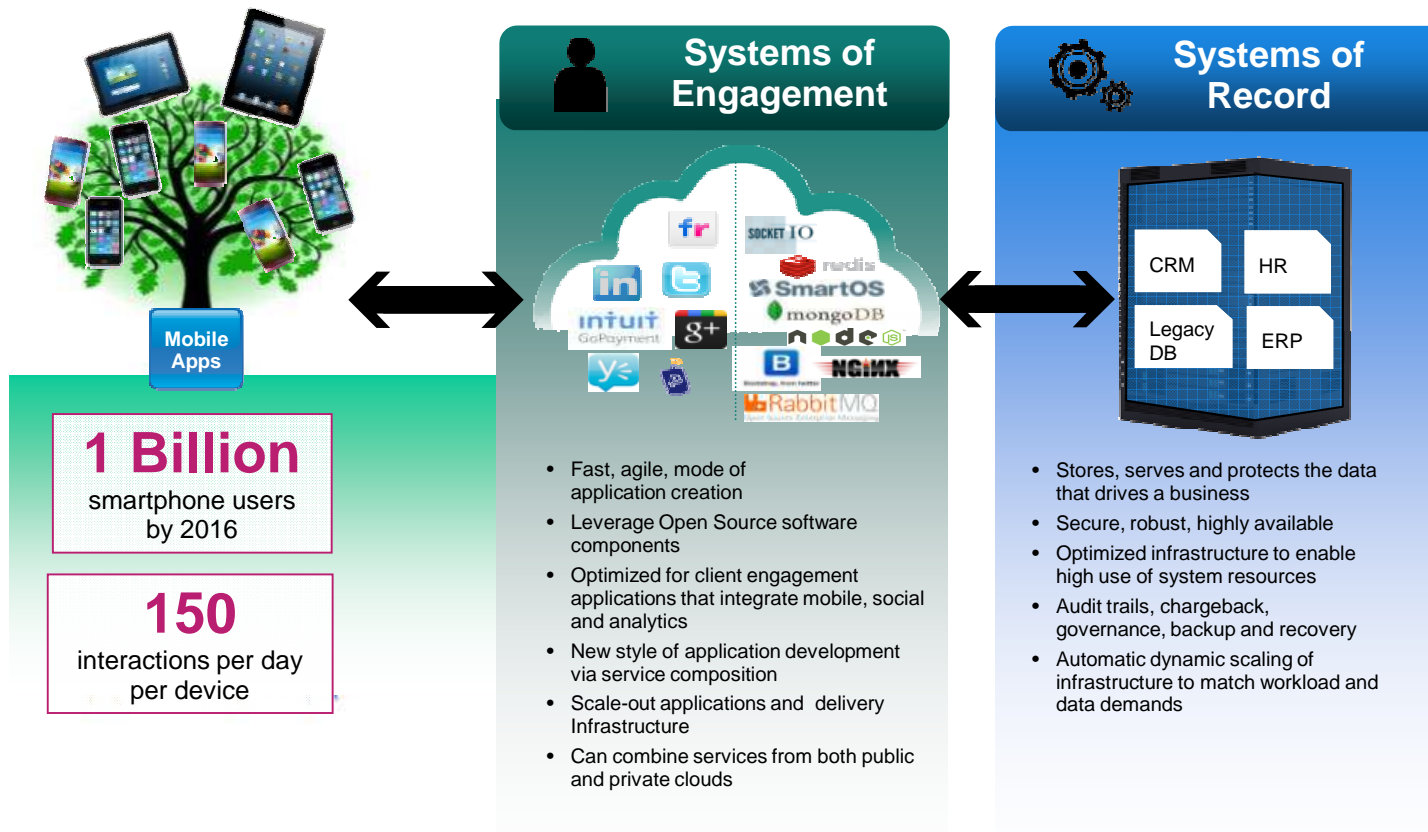 Mobile
Apps
1 Billion
smartphone users
by 2016
150
interactions per day
per device
Systems of
Engagement
fr
SOCKET IO
redis
in
SmartOS
mongoDB
intuit
GoPayment
g+
node
JS
B
NGINX
Bootstrap, from Twitter
RabbitMQ
• Fast, agile, mode of
application creation
• Leverage Open Source software
components
• Optimized for client engagement
applications that integrate mobile, social
and analytics
• New style of application development
via service composition
• Scale-out applications and delivery
Infrastructure
• Can combine services from both public
and private clouds
Systems of
Record
CRM
HR
Legacy
DB
ERP
• Stores, serves and protects the data
that drives a business
• Secure, robust, highly available
• Optimized infrastructure to enable
high use of system resources
• Audit trails, chargeback,
governance, backup and recovery
• Automatic dynamic scaling of
infrastructure to match workload and
data demands